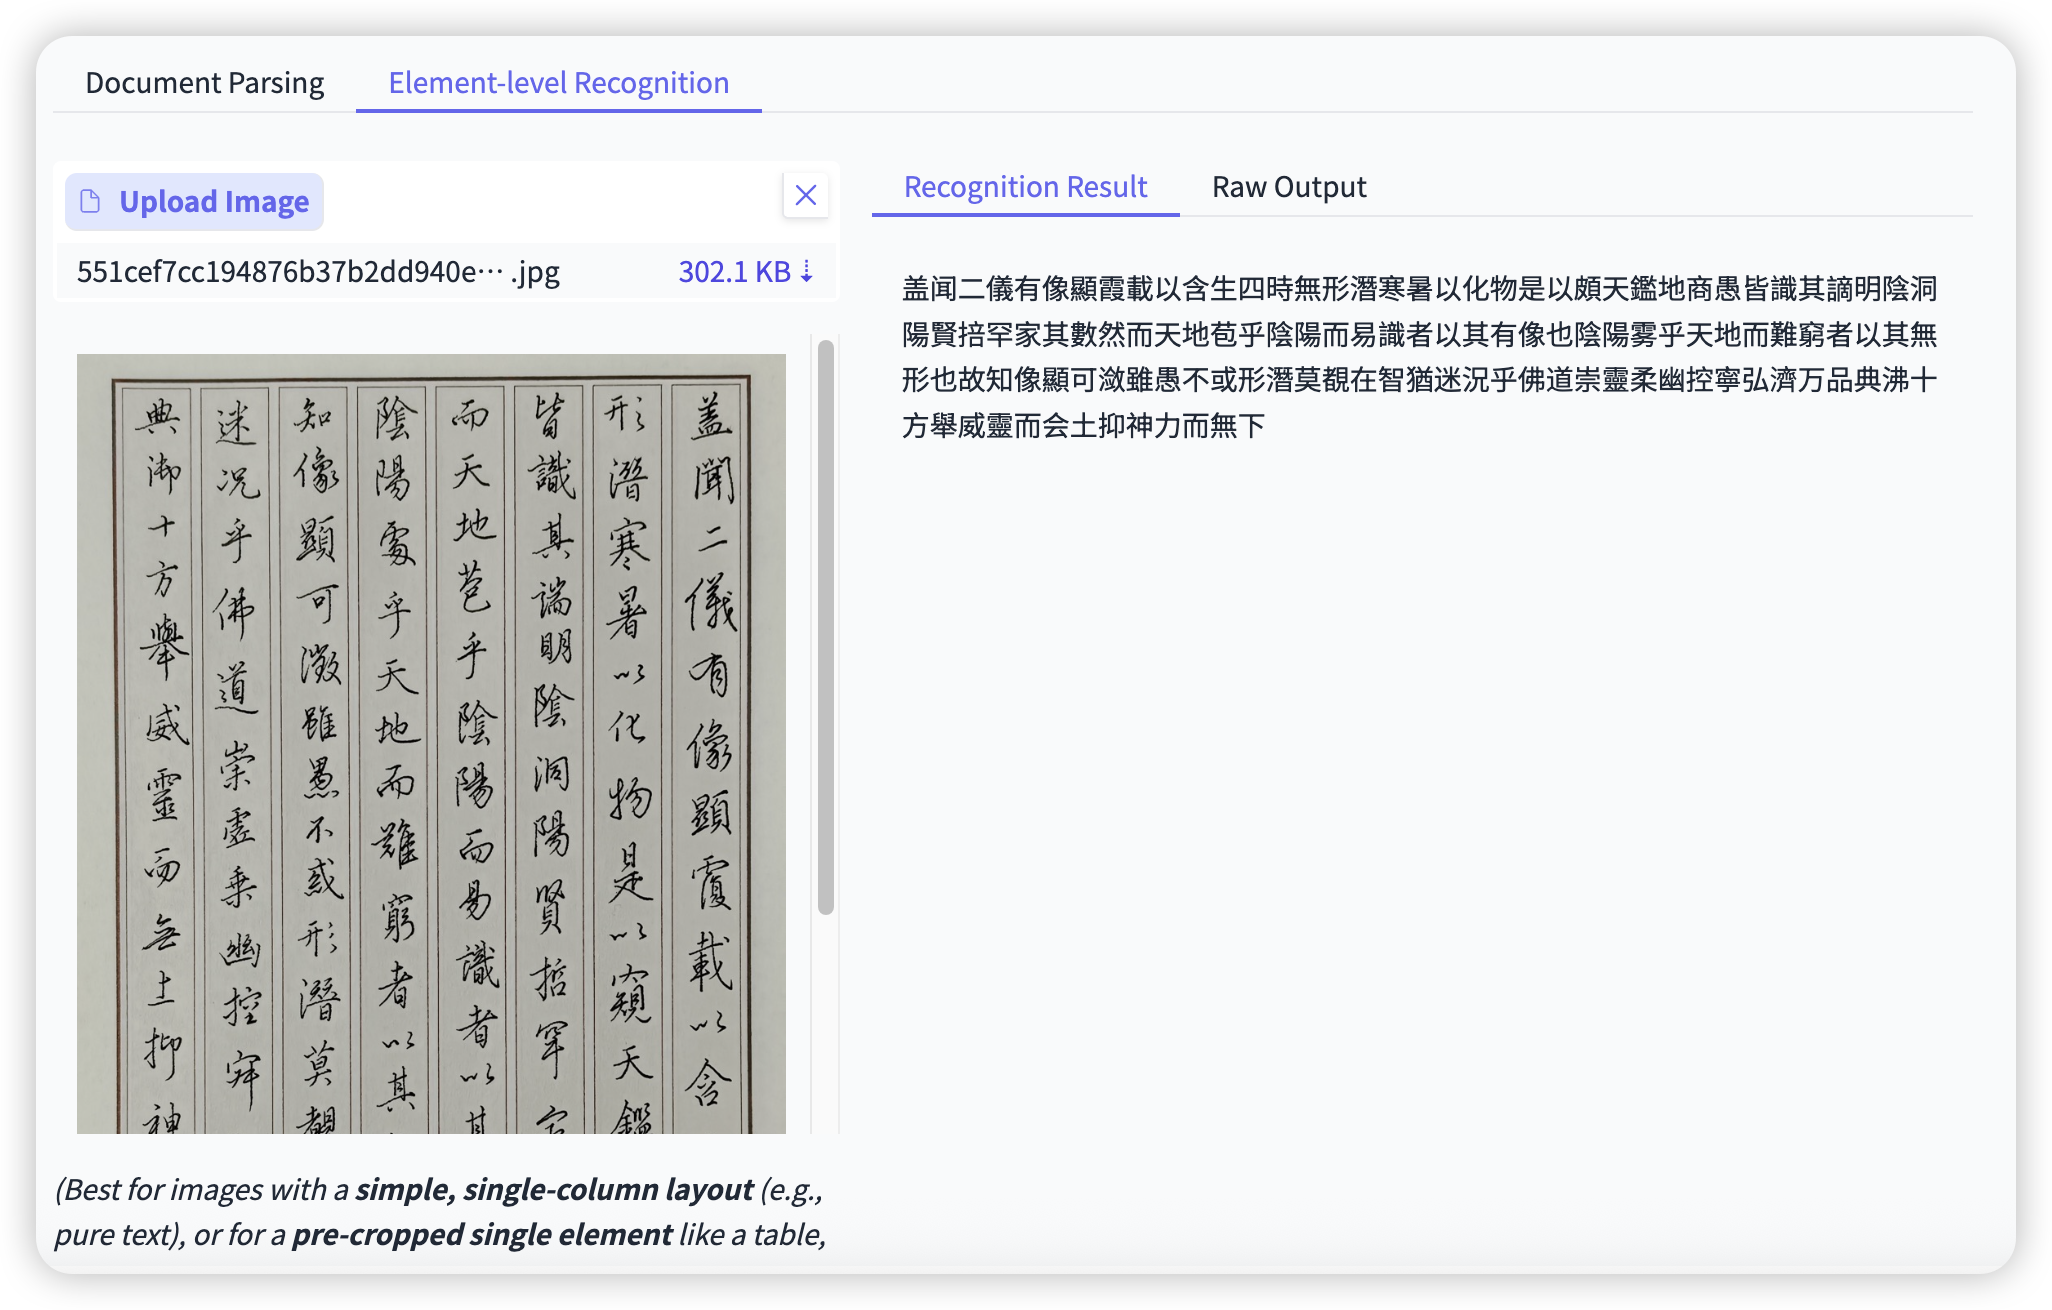 Document Parsing
Element-level Recognition
Upload Image
551cef7cc194876b37b2dd940e… .jpg
302.1 KB
蓋聞二儀有像顯覆載以含
形潛寒暑以化物是以窺天鑑
皆識其端明陰洞陽賢哲罕
而天地苞乎陰陽而易識者以其
陰陽處乎天地而難窮者以其
知像顯可徵雖愚不惑形潛莫覩
迷况乎佛道崇虛乗幽控寂
典御十方舉威靈而無土抑神
(Best for images with a simple, single-column layout (e.g.,
pure text), or for a pre-cropped single element like a table,
Recognition Result
Raw Output
盖闻二儀有像顯霞載以含生四時無形潛寒暑以化物是以頗天鑑地商愚皆識其謫明陰洞
陽賢掊罕家其數然而天地苞乎陰陽而易識者以其有像也陰陽雾乎天地而難窮者以其無
形也故知像顯可潋雖愚不或形潛莫覩在智猶迷況乎佛道崇靈柔幽控寧弘濟万品典沸十
方舉威靈而会土抑神力而無下